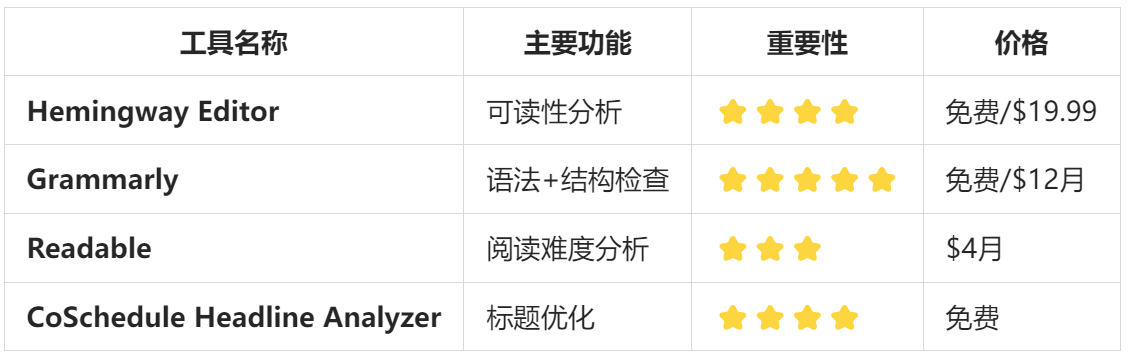 工具名称 主要功能 重要性 价格
Hemingway Editor 可读性分析 ⭐⭐⭐⭐ 免费/$19.99
Grammarly 语法+结构检查 ⭐⭐⭐⭐⭐ 免费/$12月
Readable 阅读难度分析 ⭐⭐⭐ $4月
CoSchedule Headline Analyzer 标题优化 ⭐⭐⭐⭐ 免费